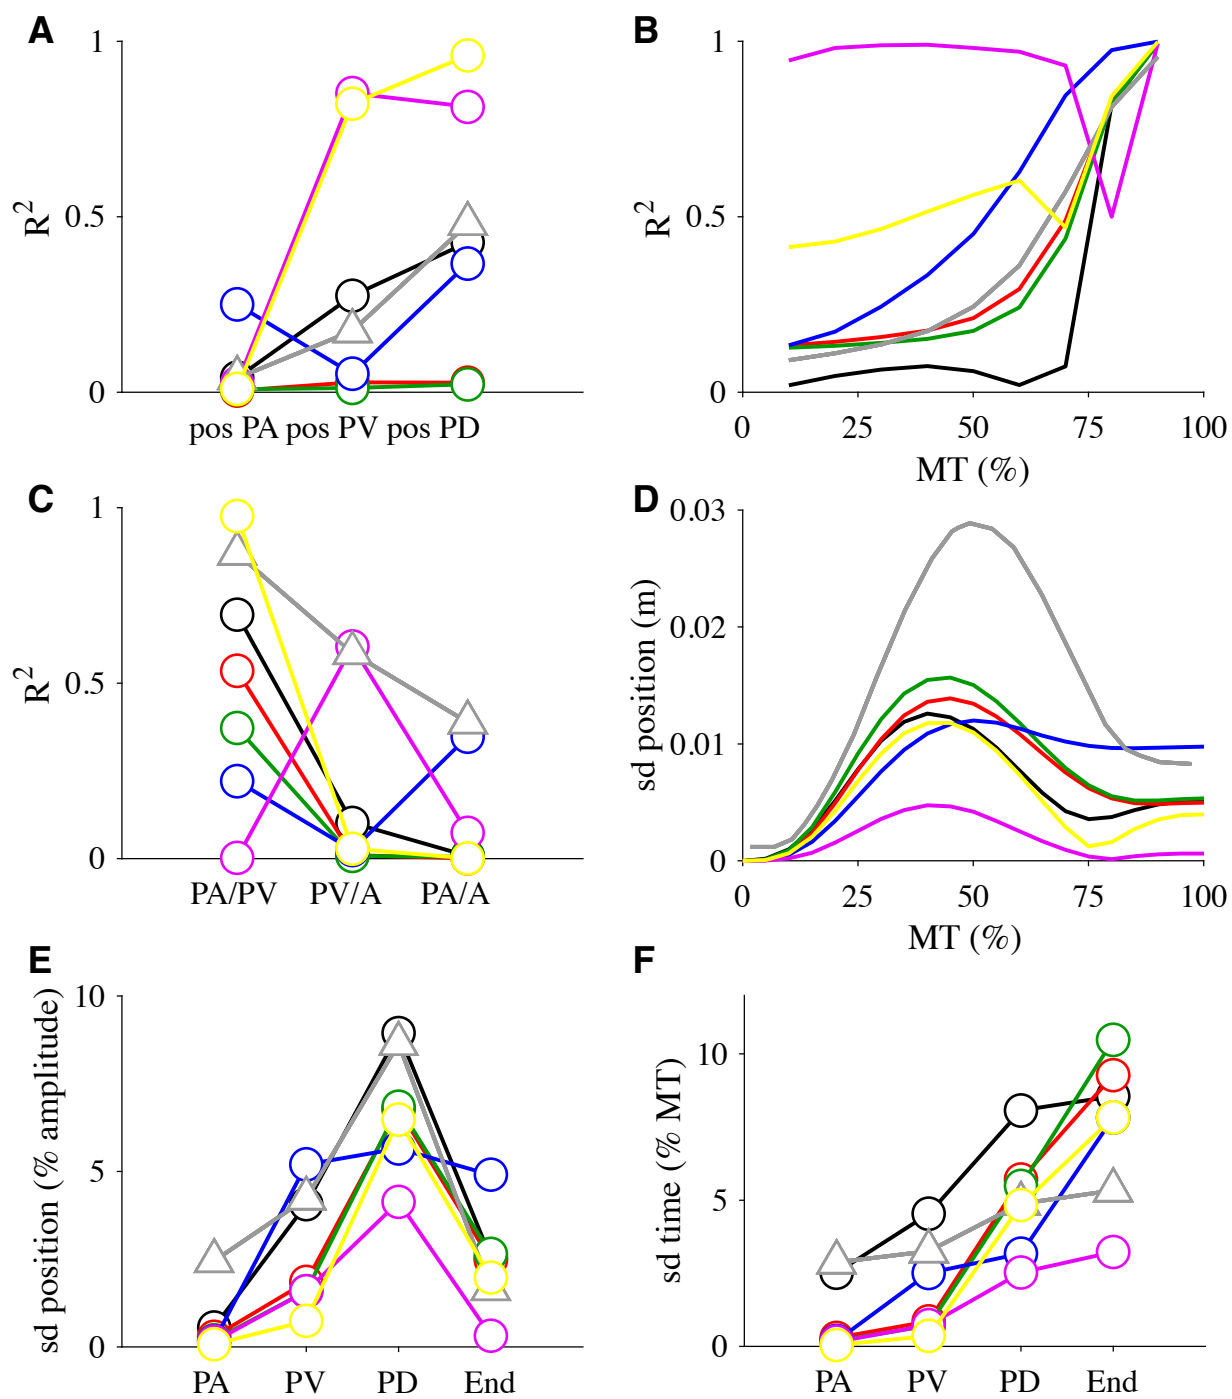 A
1
0.5
0
R²
pos PA pos PV pos PD
B
1
0.5
0
R²
0 25 50 75 100
MT (%)
C
1
0.5
0
R²
PA/PV PV/A PA/A
D
0.03
0.02
0.01
0
sd position (m)
0 25 50 75 100
MT (%)
E
10
5
0
sd position (% amplitude)
PA PV PD End
F
10
5
0
sd time (% MT)
PA PV PD End